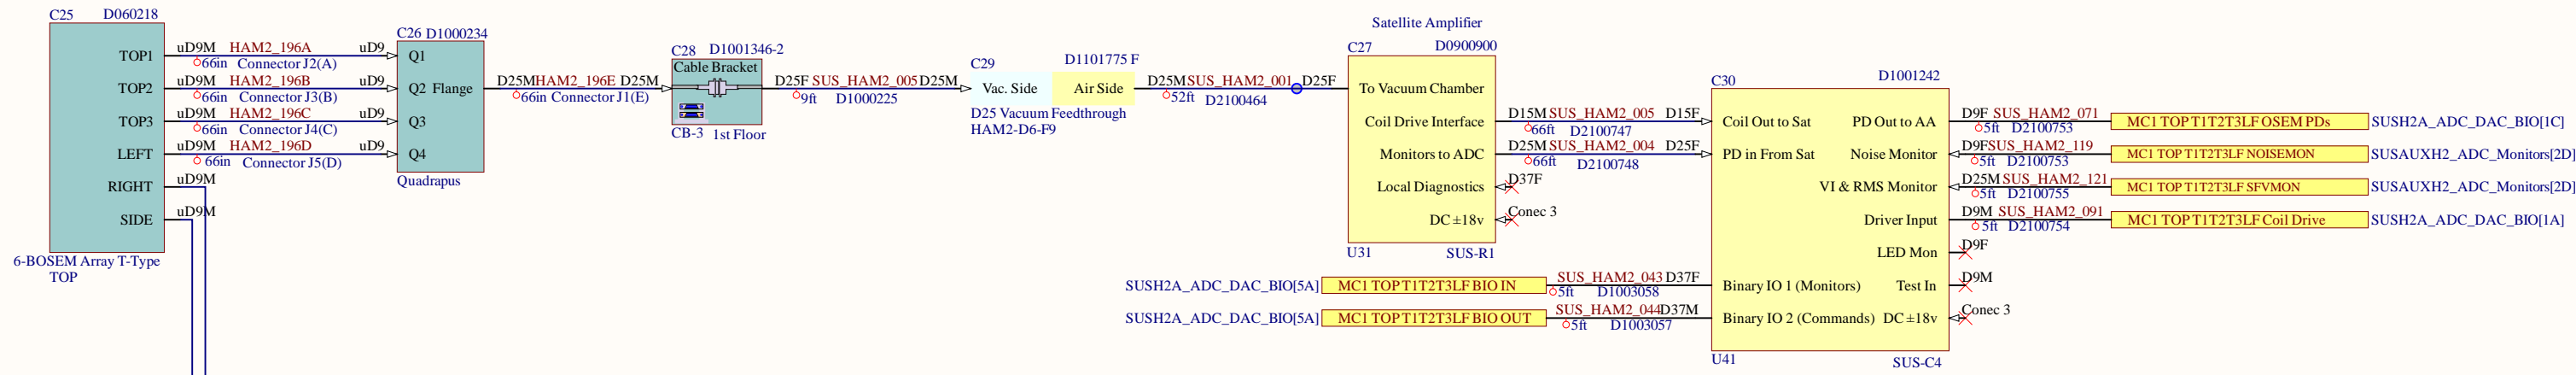 C25 D060218
TOP1
TOP2
TOP3
LEFT
RIGHT
SIDE
6-BOSEM Array T-Type
TOP
uD9M HAM2_196A uD9
66in Connector J2(A)
uD9M HAM2_196B uD9
66in Connector J3(B)
uD9M HAM2_196C uD9
66in Connector J4(C)
uD9M HAM2_196D uD9
66in Connector J5(D)
uD9M
uD9M
C26 D1000234
Q1
Q2 Flange
Q3
Q4
Quadrapus
D25M HAM2_196E D25M
66in Connector J1(E)
C28 D1001346-2
Cable Bracket
CB-3 1st Floor
D25F SUS_HAM2_005 D25M
9ft D1000225
C29 D1101775 F
Vac. Side Air Side
D25 Vacuum Feedthrough
HAM2-D6-F9
D25M SUS_HAM2_001 D25F
52ft D2100464
Satellite Amplifier
C27 D0900900
To Vacuum Chamber
Coil Drive Interface
Monitors to ADC
Local Diagnostics
DC ±18v
U31 SUS-R1
D15M SUS_HAM2_005 D15F
66ft D2100747
D25M SUS_HAM2_004 D25F
66ft D2100748
D37F
Conec 3
SUSH2A_ADC_DAC_BIO[5A] MC1 TOP T1T2T3LF BIO IN SUS_HAM2_043 D37F
5ft D1003058
SUSH2A_ADC_DAC_BIO[5A] MC1 TOP T1T2T3LF BIO OUT SUS_HAM2_044 D37M
5ft D1003057
C30 D1001242
Coil Out to Sat PD Out to AA
PD in From Sat Noise Monitor
VI & RMS Monitor
Driver Input
LED Mon
Binary IO 1 (Monitors) Test In
Binary IO 2 (Commands) DC ±18v
U41 SUS-C4
D9F SUS_HAM2_071 MC1 TOP T1T2T3LF OSEM PDs SUSH2A_ADC_DAC_BIO[1C]
5ft D2100753
D9F SUS_HAM2_119 MC1 TOP T1T2T3LF NOISEMON SUSAUXH2_ADC_Monitors[2D]
5ft D2100753
D25M SUS_HAM2_121 MC1 TOP T1T2T3LF SFVMON SUSAUXH2_ADC_Monitors[2D]
5ft D2100755
D9M SUS_HAM2_091 MC1 TOP T1T2T3LF Coil Drive SUSH2A_ADC_DAC_BIO[1A]
5ft D2100754
D9F
D9M
Conec 3